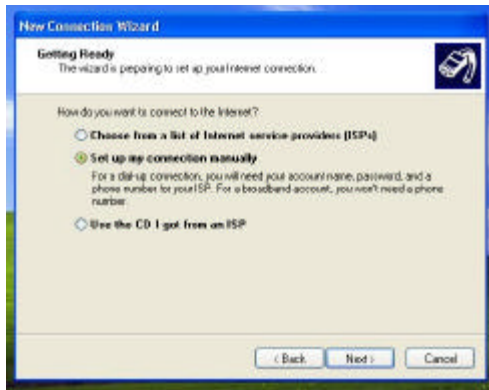 New Connection Wizard
Getting Ready
The wizard is preparing to set up your Internet connection.
How do you want to connect to the Internet?
Choose from a list of Internet service providers (ISPs)
Set up my connection manually
For a dial-up connection, you will need your account name, password, and a
phone number for your ISP. For a broadband account, you won't need a phone
number.
Use the CD I got from an ISP
< Back
Next >
Cancel